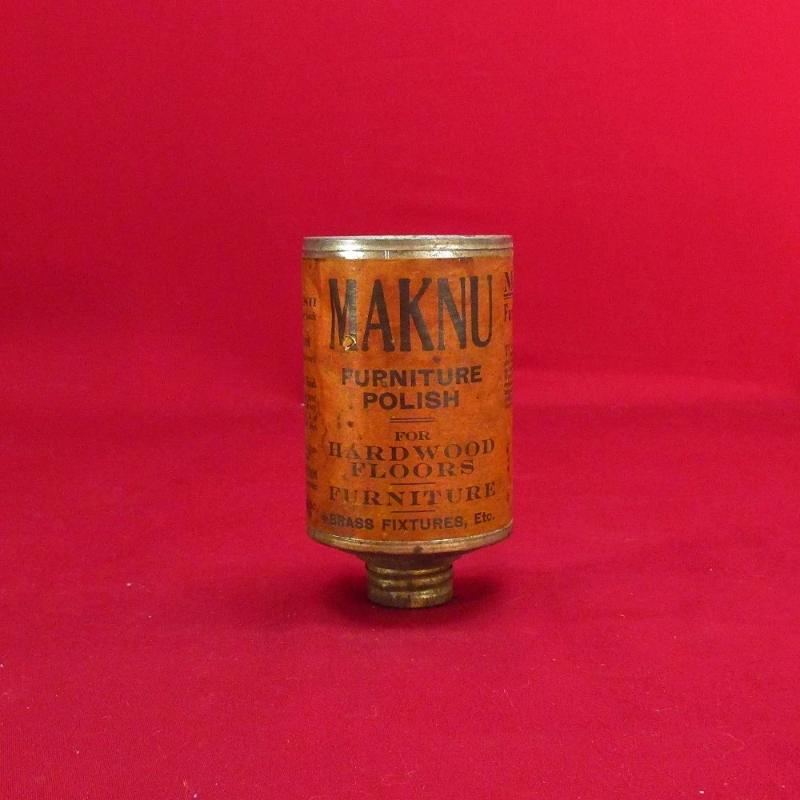 MAKNU
FURNITURE
POLISH
FOR
HARDWOOD
FLOORS
FURNITURE
BRASS FIXTURES, Etc.